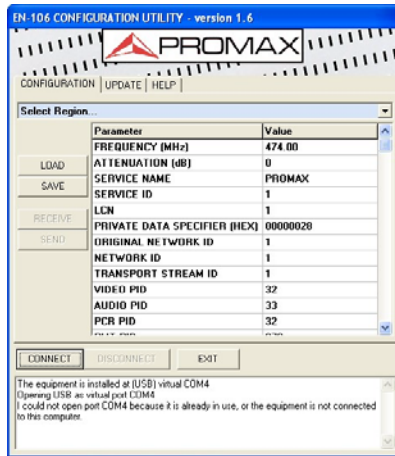 EN-106 CONFIGURATION UTILITY - version 1.6
PROMAX
CONFIGURATION UPDATE HELP
Select Region...
Parameter Value
FREQUENCY (MHz) 474.00
ATTENUATION (dB) 0
LOAD
SERVICE NAME PROMAX
SERVICE ID 1
SAVE
LCN 1
RECEIVE
PRIVATE DATA SPECIFIER (HEX) 00000028
SEND
ORIGINAL NETWORK ID 1
NETWORK ID 1
TRANSPORT STREAM ID 1
VIDEO PID 32
AUDIO PID 33
PCR PID 32
CONNECT DISCONNECT EXIT
The equipment is installed at (USB) virtual COM4
Opening USB as virtual port COM4
I could not open port COM4 because it is already in use, or the equipment is not connected
to this computer.